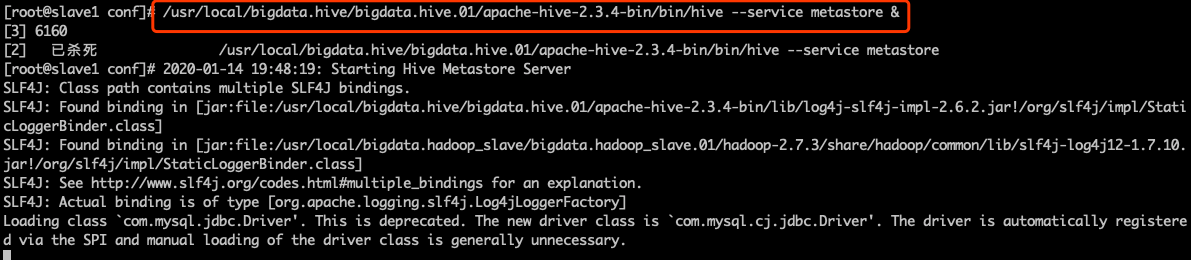 [root@slave1 conf]# /usr/local/bigdata.hive/bigdata.hive.01/apache-hive-2.3.4-bin/bin/hive --service metastore &
[3] 6160
[2]   已杀死               /usr/local/bigdata.hive/bigdata.hive.01/apache-hive-2.3.4-bin/bin/hive --service metastore
[root@slave1 conf]# 2020-01-14 19:48:19: Starting Hive Metastore Server
SLF4J: Class path contains multiple SLF4J bindings.
SLF4J: Found binding in [jar:file:/usr/local/bigdata.hive/bigdata.hive.01/apache-hive-2.3.4-bin/lib/log4j-slf4j-impl-2.6.2.jar!/org/slf4j/impl/Stati
cLoggerBinder.class]
SLF4J: Found binding in [jar:file:/usr/local/bigdata.hadoop_slave/bigdata.hadoop_slave.01/hadoop-2.7.3/share/hadoop/common/lib/slf4j-log4j12-1.7.10.
jar!/org/slf4j/impl/StaticLoggerBinder.class]
SLF4J: See http://www.slf4j.org/codes.html#multiple_bindings for an explanation.
SLF4J: Actual binding is of type [org.apache.logging.slf4j.Log4jLoggerFactory]
Loading class `com.mysql.jdbc.Driver'. This is deprecated. The new driver class is `com.mysql.cj.jdbc.Driver'. The driver is automatically registere
d via the SPI and manual loading of the driver class is generally unnecessary.